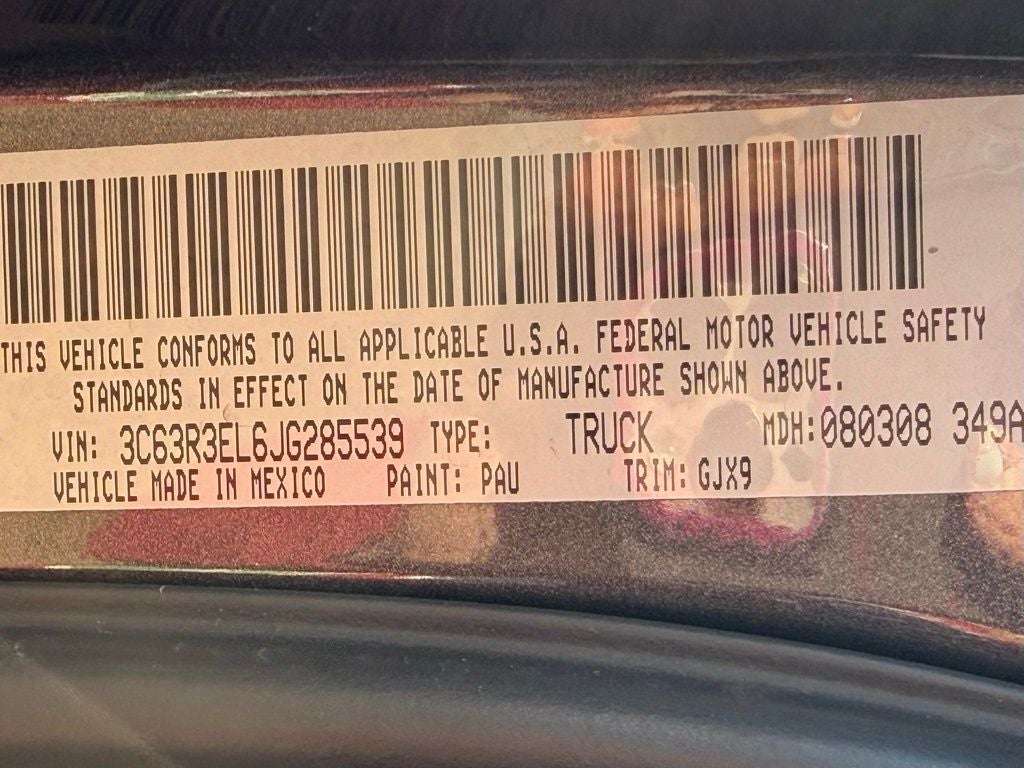 THIS VEHICLE CONFORMS TO ALL APPLICABLE U.S.A. FEDERAL MOTOR VEHICLE SAFETY
STANDARDS IN EFFECT ON THE DATE OF MANUFACTURE SHOWN ABOVE.
VIN: 3C63R3EL6JG285539 TYPE: TRUCK MDH:080308 349A
VEHICLE MADE IN MEXICO PAINT: PAU TRIM: GJX9